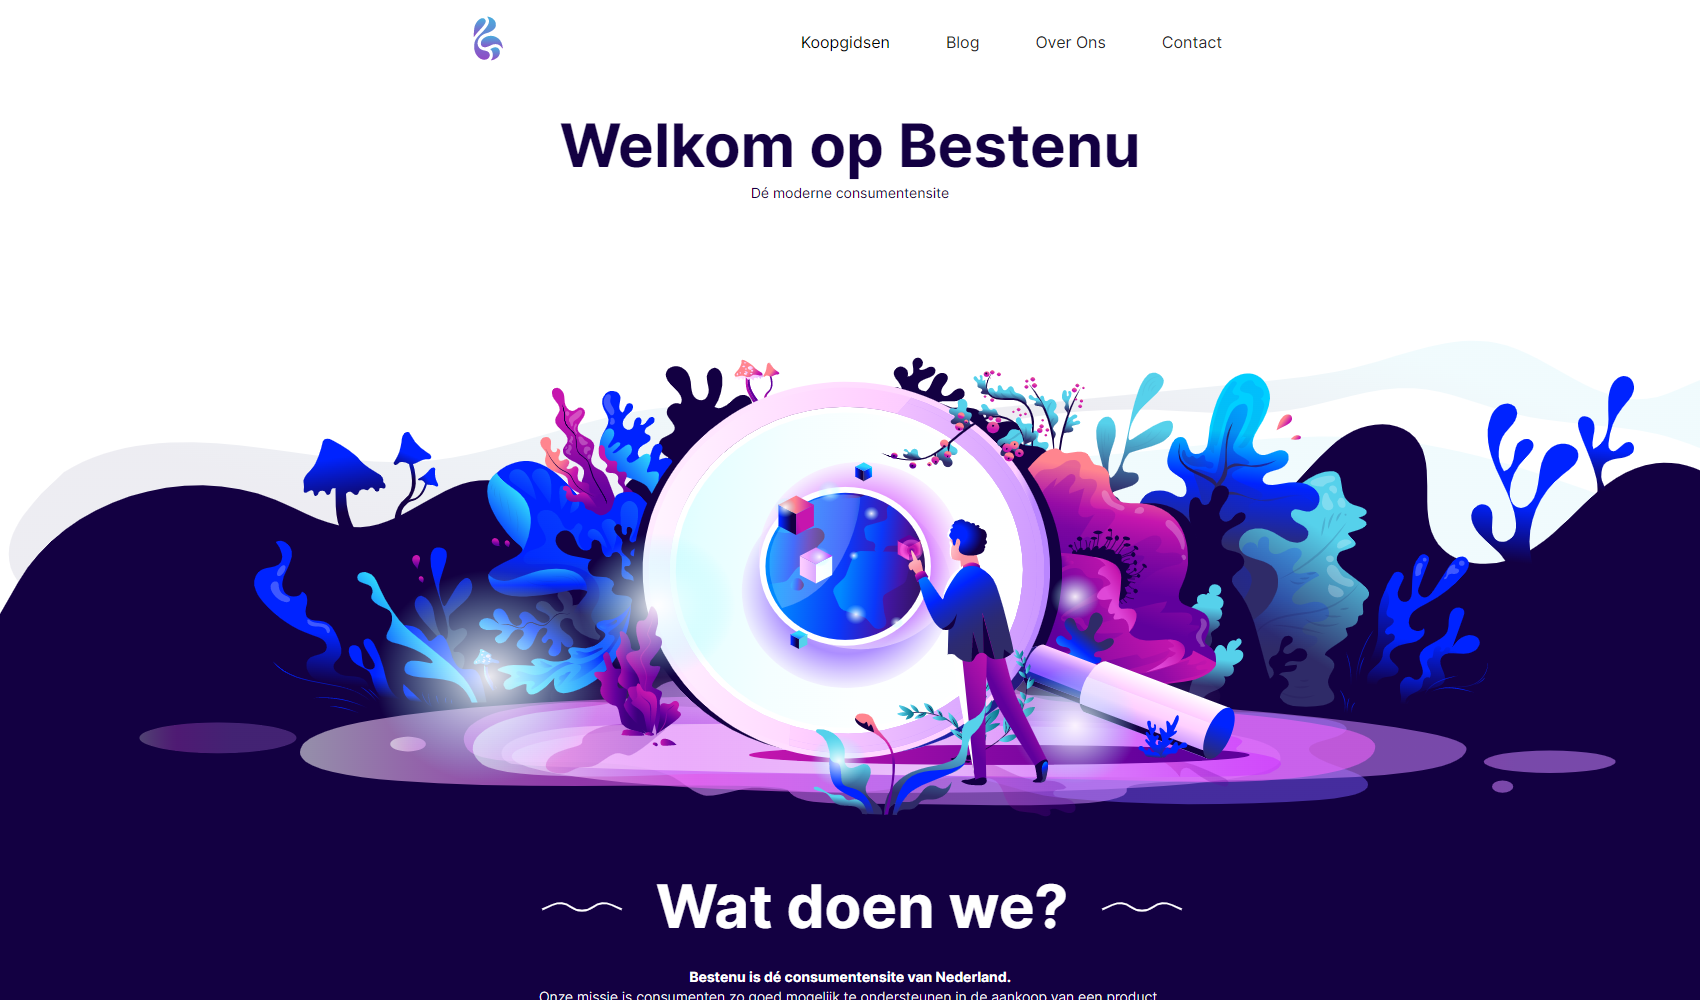 Koopgidsen Blog Over Ons Contact
Welkom op Bestenu
Dé moderne consumentensite
Wat doen we?
Bestenu is dé consumentensite van Nederland.
Onze missie is consumenten zo goed mogelijk te ondersteunen in de aankoop van een product.